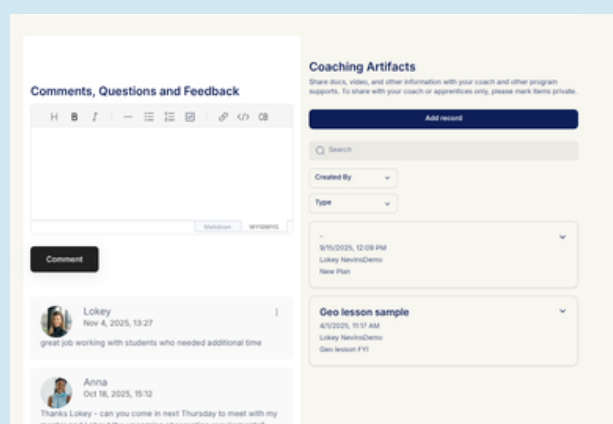 Comments, Questions and Feedback
H B I
Markdown WYSIWYG
Comment
Lokey
Nov 4, 2025, 13:27
great job working with students who needed additional time
Anna
Oct 18, 2025, 15:12
Thanks Lokey - can you come in next Thursday to meet with my
Coaching Artifacts
Share docs, video, and other information with your coach and other program
supports. To share with your coach or apprentices only, please mark items private.
Add record
Search
Created By
Type
-
9/15/2025, 12:09 PM
Lokey NevinsDemo
New Plan
Geo lesson sample
4/1/2025, 11:17 AM
Lokey NevinsDemo
Geo lesson FYI